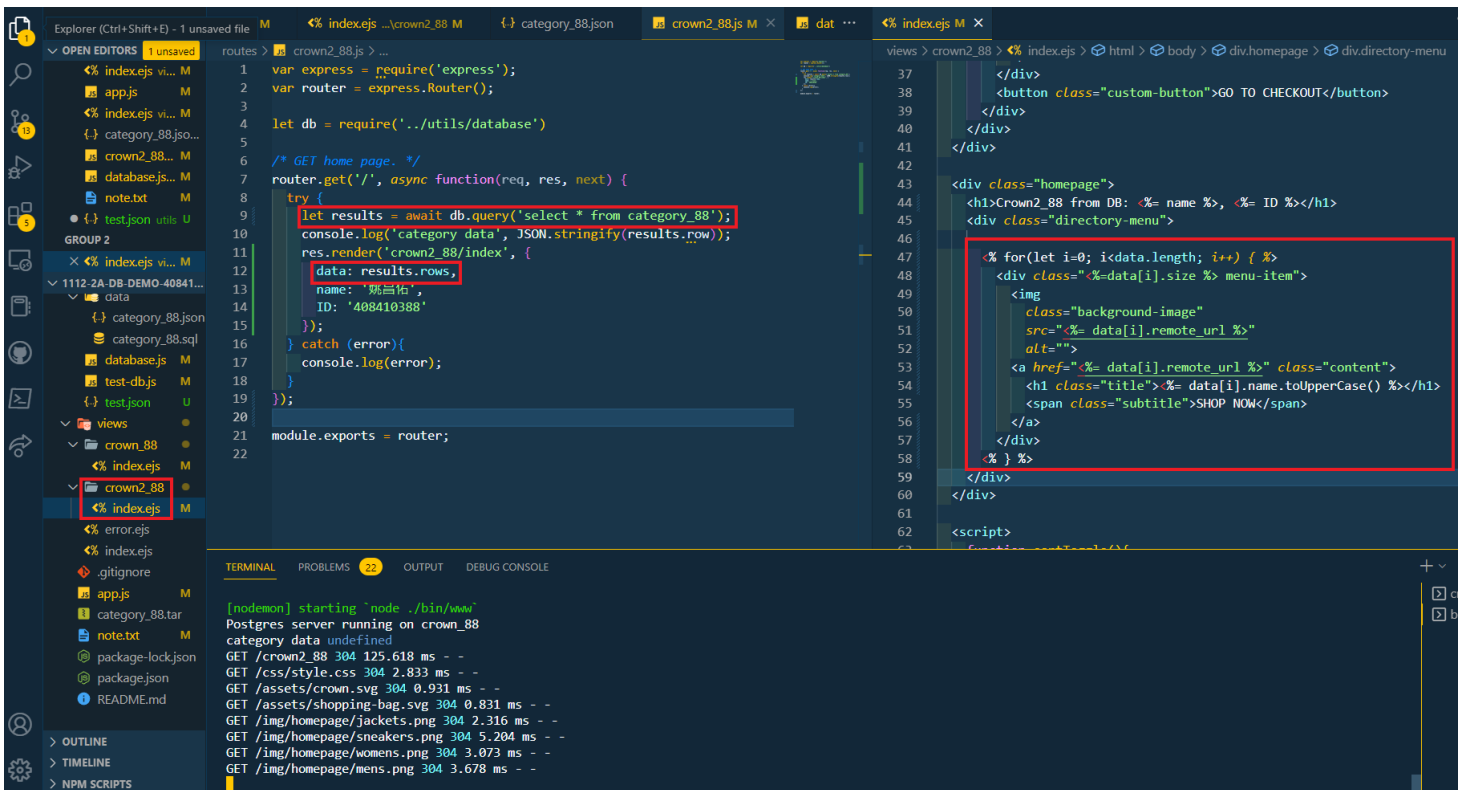 Explorer (Ctrl+Shift+E) - 1 unsaved file
M
index.ejs ...\crown2_88 M
category_88.json
crown2_88.js M
dat
index.ejs M
OPEN EDITORS 1 unsaved
index.ejs vi... M
app.js M
index.ejs vi... M
category_88.jso...
crown2_88... M
database.js... M
note.txt M
test.json utils U
GROUP 2
index.ejs vi... M
1112-2A-DB-DEMO-40841...
data
category_88.json
category_88.sql
database.js M
test-db.js M
test.json U
views
crown_88
index.ejs M
crown2_88
index.ejs M
error.ejs
index.ejs
.gitignore
app.js M
category_88.tar
note.txt M
package-lock.json
package.json
README.md
OUTLINE
TIMELINE
NPM SCRIPTS
1
13
5
routes > crown2_88.js > ...
1 var express = require('express');
2 var router = express.Router();
3
4 let db = require('../utils/database')
5
6 /* GET home page. */
7 router.get('/', async function(req, res, next) {
8 try {
9 let results = await db.query('select * from category_88');
10 console.log('category data', JSON.stringify(results.row));
11 res.render('crown2_88/index', {
12 data: results.rows,
13 name: '姚昌佑',
14 ID: '408410388'
15 });
16 } catch (error){
17 console.log(error);
18 }
19 });
20
21 module.exports = router;
22
views > crown2_88 > index.ejs > html > body > div.homepage > div.directory-menu
37 </div>
38 <button class="custom-button">GO TO CHECKOUT</button>
39 </div>
40 </div>
41 </div>
42
43 <div class="homepage">
44 <h1>Crown2_88 from DB: <%= name %>, <%= ID %></h1>
45 <div class="directory-menu">
46
47 <% for(let i=0; i<data.length; i++) { %>
48 <div class="<%=data[i].size %> menu-item">
49 <img
50 class="background-image"
51 src="<%= data[i].remote_url %>"
52 alt="">
53 <a href="<%= data[i].remote_url %>" class="content">
54 <h1 class="title"><%= data[i].name.toUpperCase() %></h1>
55 <span class="subtitle">SHOP NOW</span>
56 </a>
57 </div>
58 <% } %>
59 </div>
60 </div>
61
62 <script>
TERMINAL PROBLEMS 22 OUTPUT DEBUG CONSOLE
[nodemon] starting `node ./bin/www`
Postgres server running on crown_88
category data undefined
GET /crown2_88 304 125.618 ms - -
GET /css/style.css 304 2.833 ms - -
GET /assets/crown.svg 304 0.931 ms - -
GET /assets/shopping-bag.svg 304 0.831 ms - -
GET /img/homepage/jackets.png 304 2.316 ms - -
GET /img/homepage/sneakers.png 304 5.204 ms - -
GET /img/homepage/womens.png 304 3.073 ms - -
GET /img/homepage/mens.png 304 3.678 ms - -